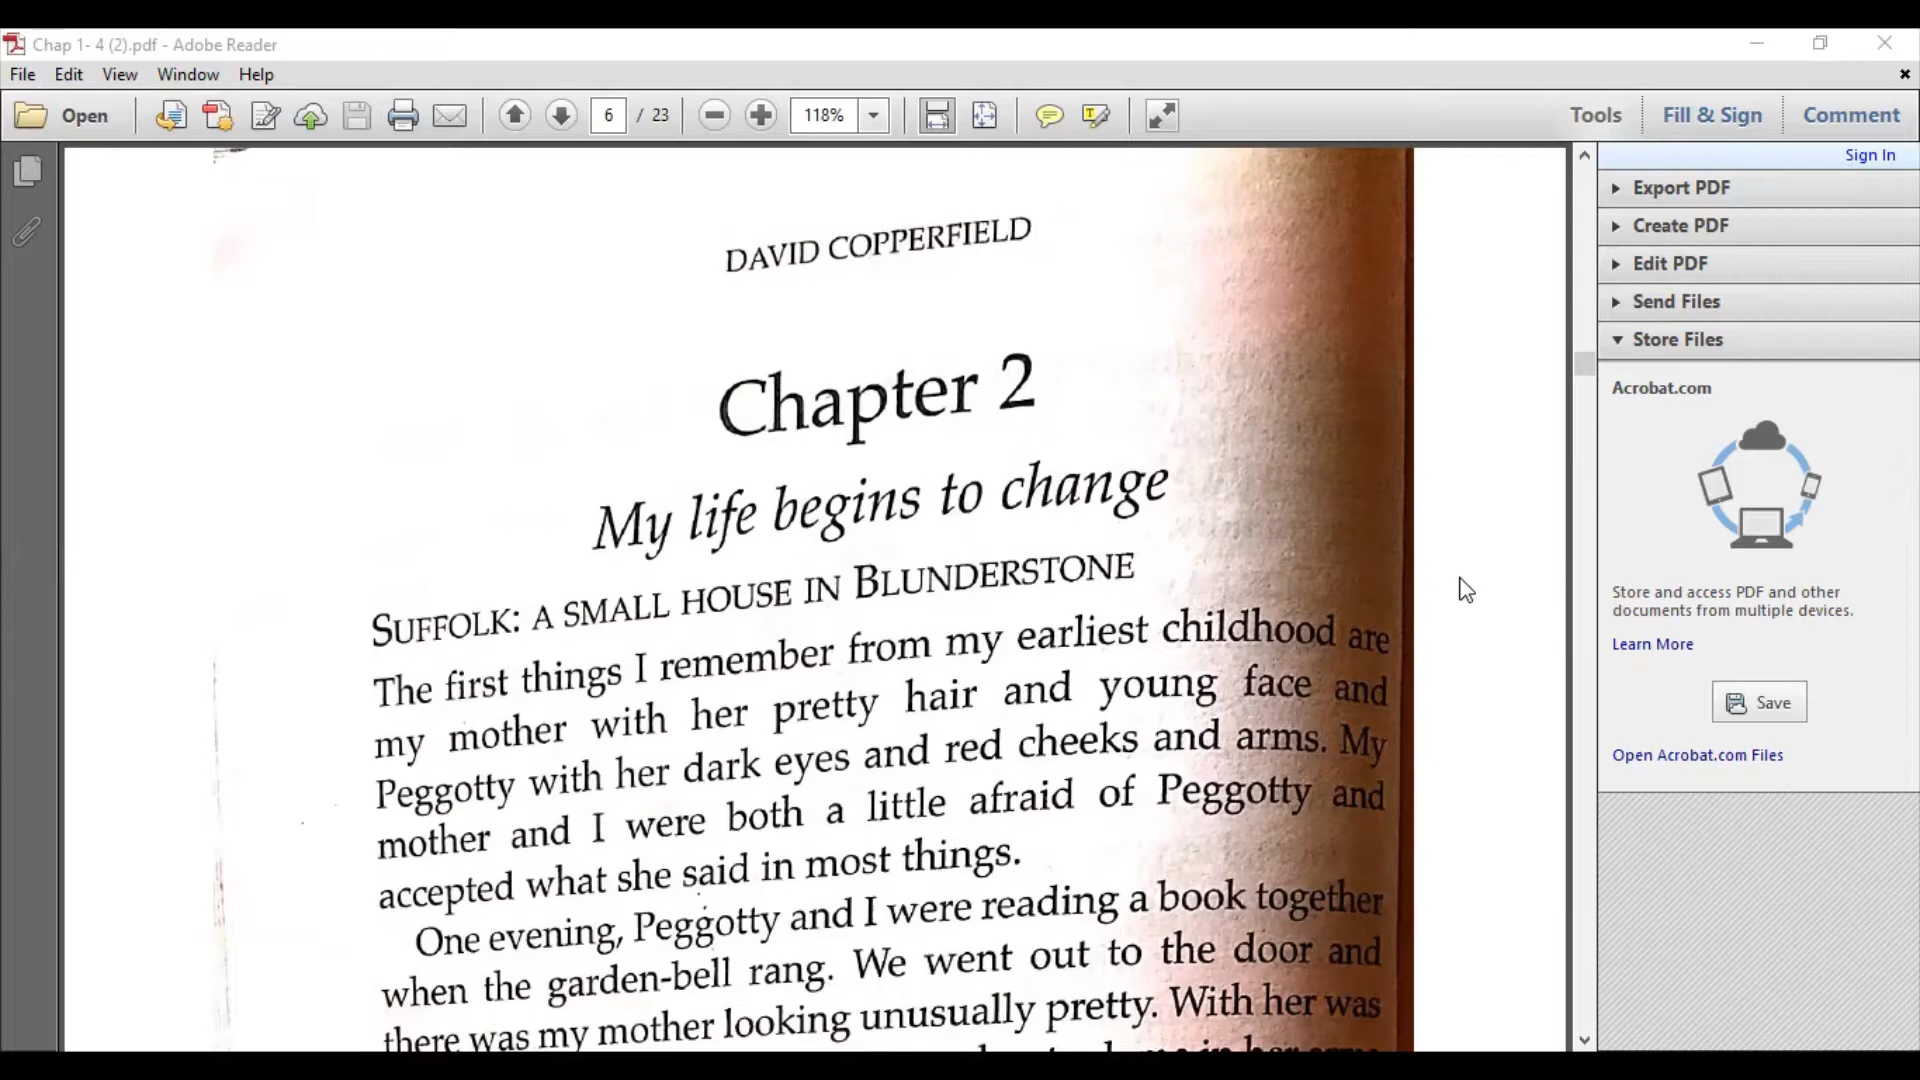 Chap 1- 4 (2).pdf - Adobe Reader
File Edit View Window Help
Open 6 / 23 118% Tools Fill & Sign Comment
Sign In
Export PDF
Create PDF
Edit PDF
Send Files
Store Files
Acrobat.com
Store and access PDF and other
documents from multiple devices.
Learn More
Save
Open Acrobat.com Files
DAVID COPPERFIELD
Chapter 2
My life begins to change
SUFFOLK: A SMALL HOUSE IN BLUNDERSTONE
The first things I remember from my earliest childhood are
my mother with her pretty hair and young face and
Peggotty with her dark eyes and red cheeks and arms. My
mother and I were both a little afraid of Peggotty and
accepted what she said in most things.
One evening, Peggotty and I were reading a book together
when the garden-bell rang. We went out to the door and
there was my mother looking unusually pretty. With her was